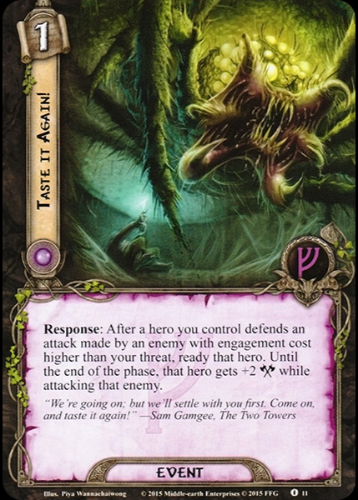 1
TASTE IT AGAIN!
Response: After a hero you control defends an
attack made by an enemy with engagement cost
higher than your threat, ready that hero. Until
the end of the phase, that hero gets +2 while
attacking that enemy.
“We’re going on; but we’ll settle with you first. Come on,
and taste it again!” —Sam Gamgee, The Two Towers
EVENT
Illus. Piya Wannachaiwong © 2015 Middle-earth Enterprises © 2015 FFG 11